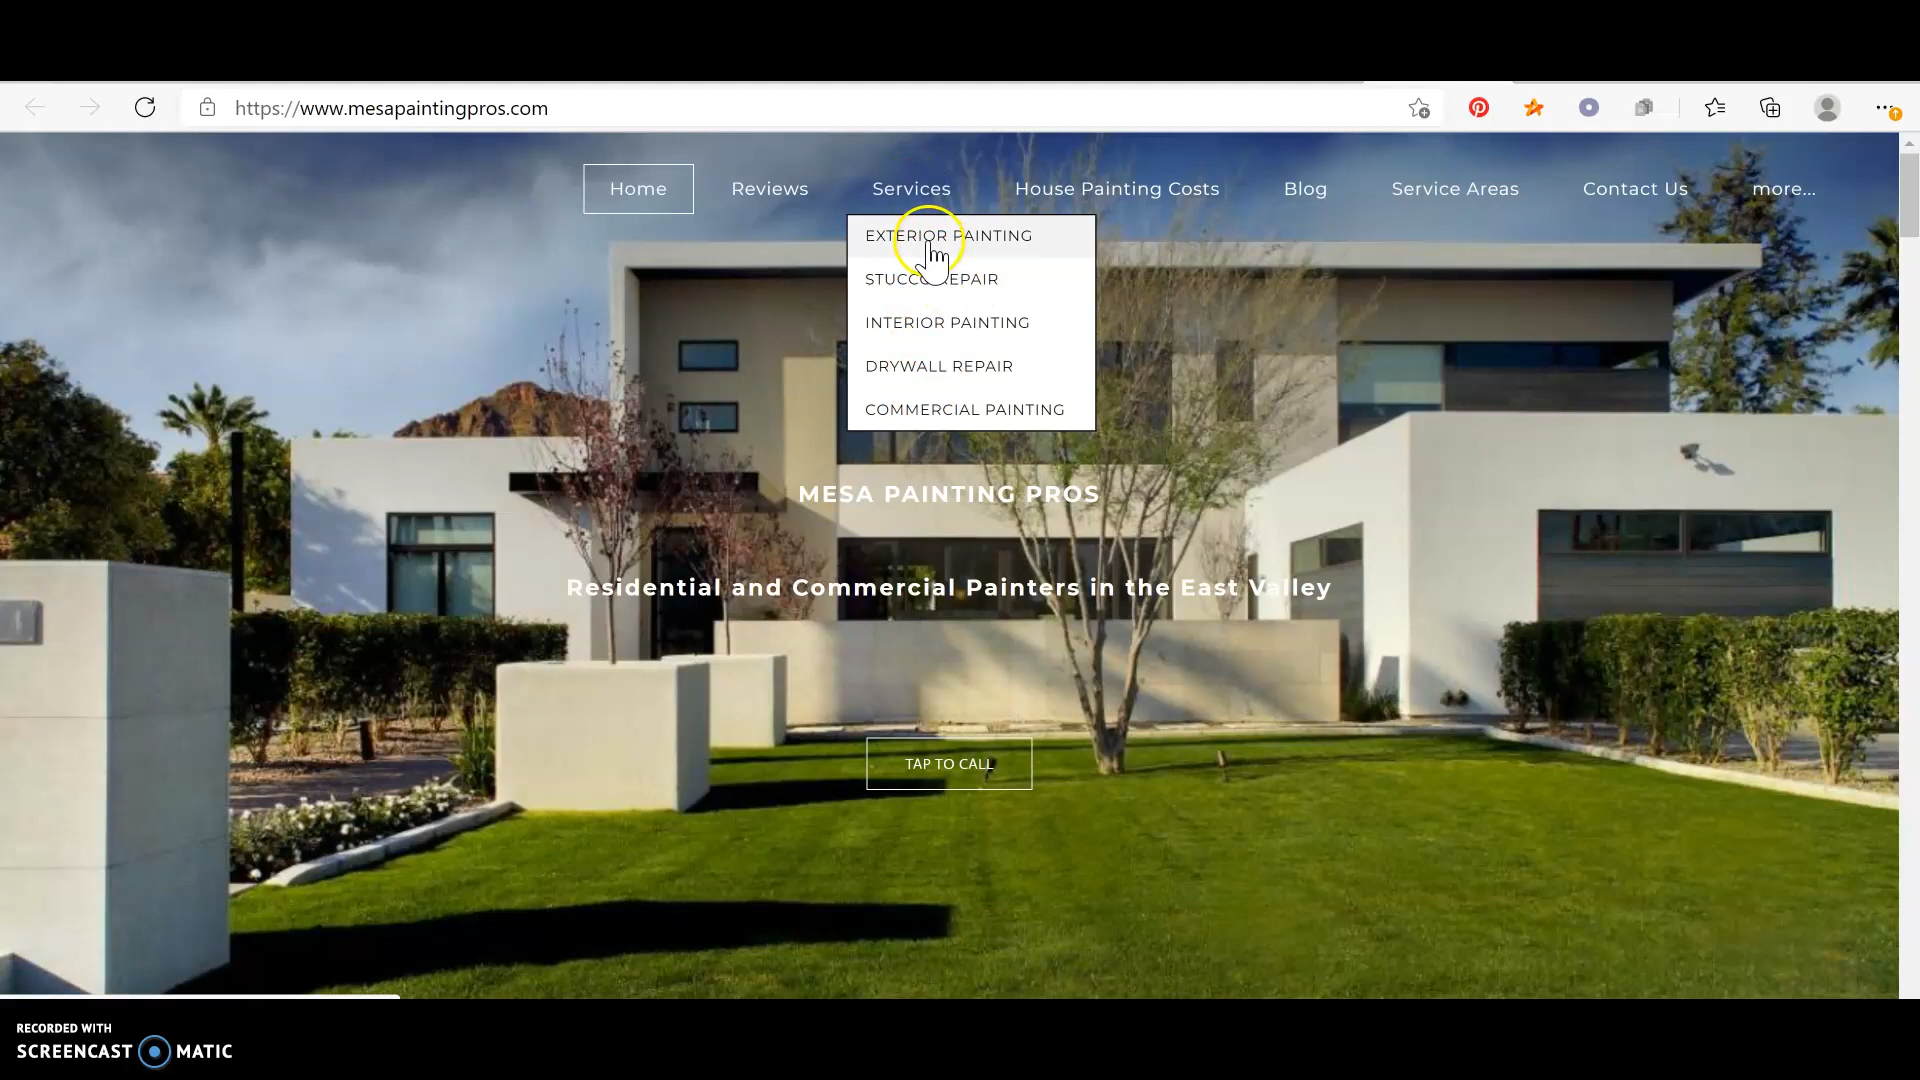 https://www.mesapaintingpros.com
Home Reviews Services House Painting Costs Blog Service Areas Contact Us more...
EXTERIOR PAINTING
STUCCO REPAIR
INTERIOR PAINTING
DRYWALL REPAIR
COMMERCIAL PAINTING
MESA PAINTING PROS
Residential and Commercial Painters in the East Valley
TAP TO CALL
RECORDED WITH
SCREENCAST MATIC